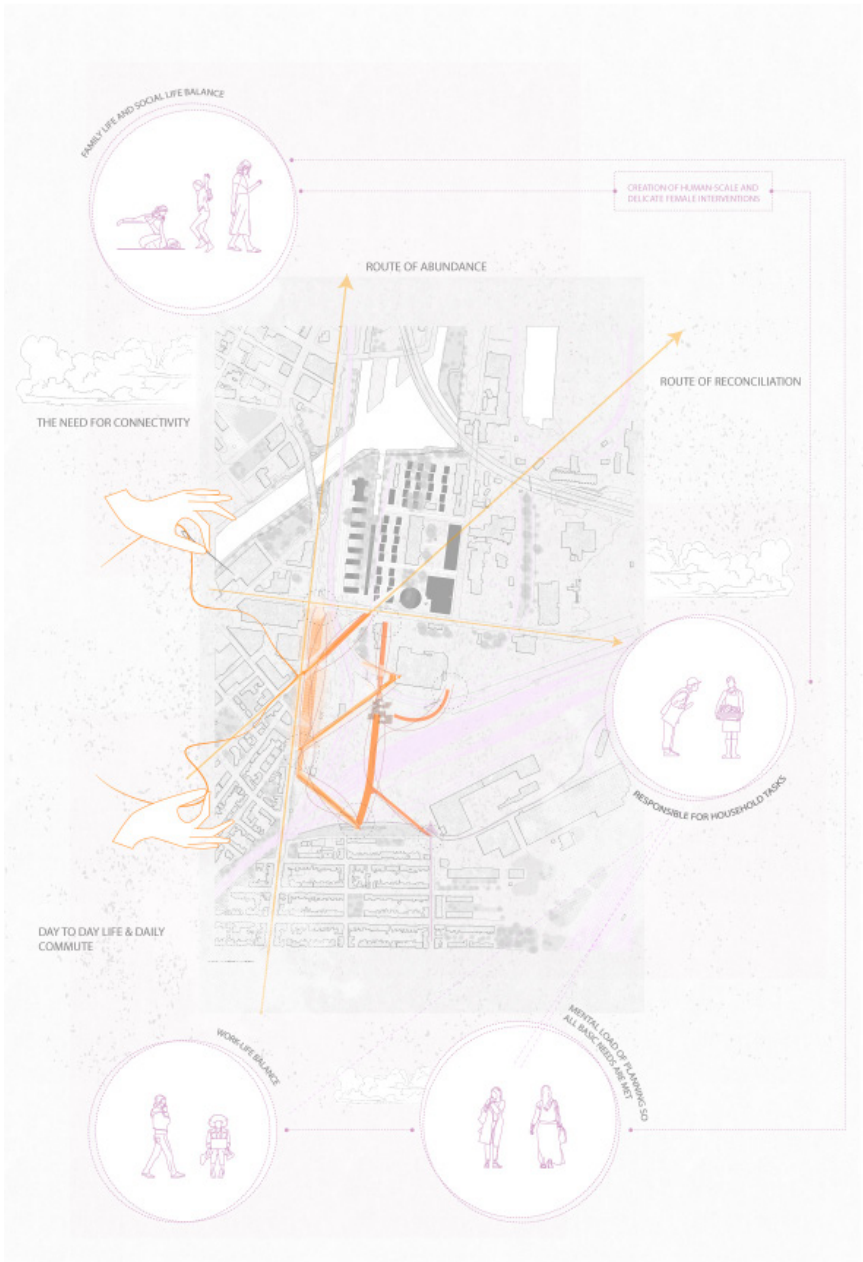 FAMILY LIFE AND SOCIAL LIFE BALANCE
CREATION OF HUMAN-SCALE AND
DELICATE FEMALE INTERVENTIONS
ROUTE OF ABUNDANCE
ROUTE OF RECONCILIATION
THE NEED FOR CONNECTIVITY
RESPONSIBLE FOR HOUSEHOLD TASKS
DAY TO DAY LIFE & DAILY
COMMUTE
WORK-LIFE BALANCE
MENTAL LOAD OF PLANNING SO
ALL BASIC NEEDS ARE MET